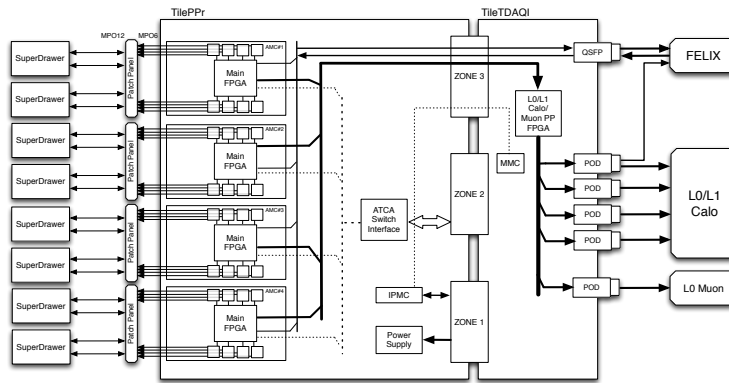 TilePPr
TileTDAQI
MPO12
MPO6
SuperDrawer
SuperDrawer
Patch Panel
AMC#1
Main
FPGA
SuperDrawer
SuperDrawer
Patch Panel
AMC#2
Main
FPGA
SuperDrawer
SuperDrawer
Patch Panel
AMC#3
Main
FPGA
SuperDrawer
SuperDrawer
Patch Panel
AMC#4
Main
FPGA
ATCA
Switch
Interface
IPMC
Power
Supply
ZONE 3
ZONE 2
ZONE 1
L0/L1
Calo/
Muon PP
FPGA
MMC
QSFP
POD
POD
POD
POD
POD
FELIX
L0/L1
Calo
L0 Muon